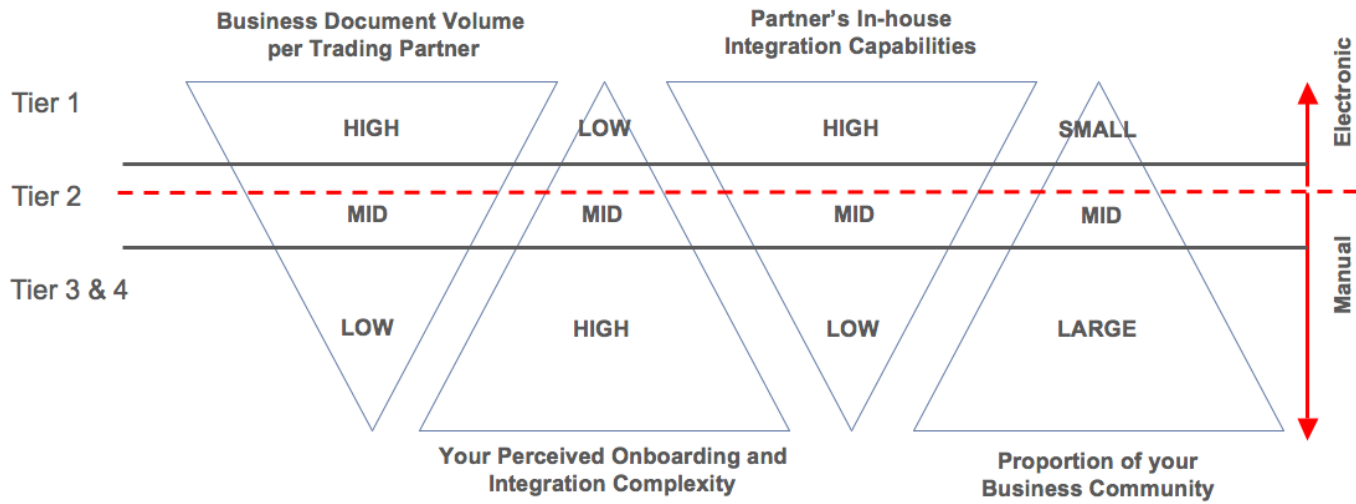 Business Document Volume
per Trading Partner
Partner's In-house
Integration Capabilities
Electronic
Tier 1
HIGH
LOW
HIGH
SMALL
Tier 2
MID
MID
MID
MID
Manual
Tier 3 & 4
LOW
HIGH
LOW
LARGE
Your Perceived Onboarding and
Integration Complexity
Proportion of your
Business Community